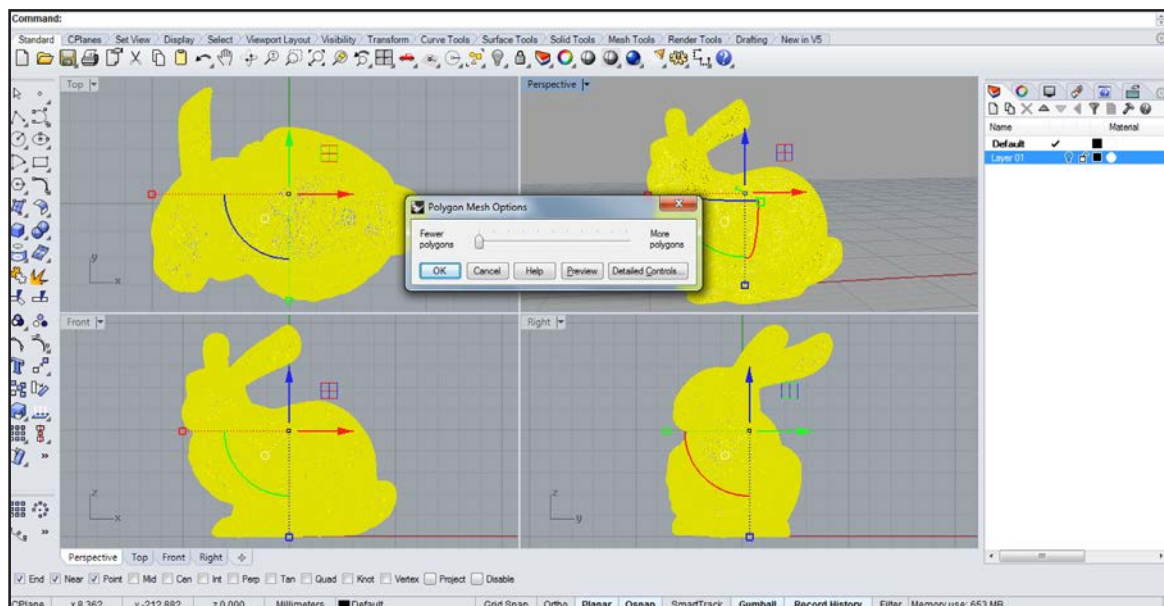 Command:
Standard CPlanes Set View Display Select Viewport Layout Visibility Transform Curve Tools Surface Tools Solid Tools Mesh Tools Render Tools Drafting New in V5
Top
Perspective
Name Material
Default
Layer 01
Polygon Mesh Options
Fewer polygons
More polygons
OK Cancel Help Preview Detailed Controls...
y
x
Front
Right
z
x
z
y
Perspective Top Front Right
End Near Point Mid Cen Int Perp Tan Quad Knot Vertex Project Disable
CPlane x 8.362 y -212.882 z 0.000 Millimeters Default Grid Snap Ortho Planar Osnap SmartTrack Gumball Record History Filter Memory use: 653 MB